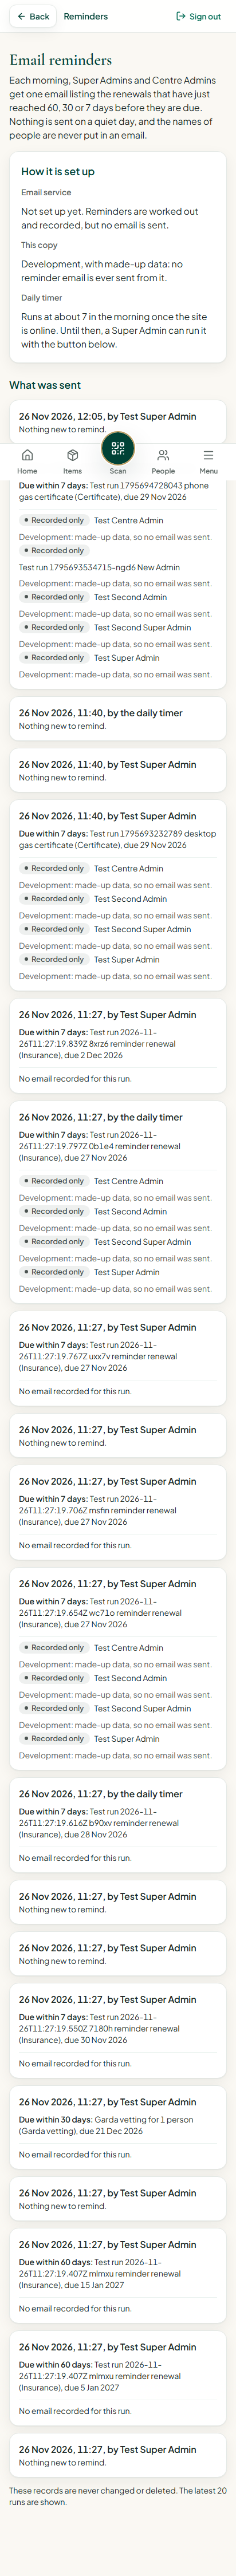 Back
Reminders
Sign out
Email reminders
Each morning, Super Admins and Centre Admins
get one email listing the renewals that have just
reached 60, 30 or 7 days before they are due.
Nothing is sent on a quiet day, and the names of
people are never put in an email.
How it is set up
Email service
Not set up yet. Reminders are worked out
and recorded, but no email is sent.
This copy
Development, with made-up data: no
reminder email is ever sent from it.
Daily timer
Runs at about 7 in the morning once the site
is online. Until then, a Super Admin can run it
with the button below.
What was sent
26 Nov 2026, 12:05, by Test Super Admin
Nothing new to remind.
Home
Items
Scan
People
Menu
Due within 7 days: Test run 1795694728043 phone
gas certificate (Certificate), due 29 Nov 2026
Recorded only Test Centre Admin
Development: made-up data, so no email was sent.
Recorded only
Test run 1795693534715-ngd6 New Admin
Development: made-up data, so no email was sent.
Recorded only Test Second Admin
Development: made-up data, so no email was sent.
Recorded only Test Second Super Admin
Development: made-up data, so no email was sent.
Recorded only Test Super Admin
Development: made-up data, so no email was sent.
26 Nov 2026, 11:40, by the daily timer
Nothing new to remind.
26 Nov 2026, 11:40, by Test Super Admin
Nothing new to remind.
26 Nov 2026, 11:40, by Test Super Admin
Due within 7 days: Test run 1795693232789 desktop
gas certificate (Certificate), due 29 Nov 2026
Recorded only Test Centre Admin
Development: made-up data, so no email was sent.
Recorded only Test Second Admin
Development: made-up data, so no email was sent.
Recorded only Test Second Super Admin
Development: made-up data, so no email was sent.
Recorded only Test Super Admin
Development: made-up data, so no email was sent.
26 Nov 2026, 11:27, by Test Super Admin
Due within 7 days: Test run 2026-11-
26T11:27:19.839Z 8xrz6 reminder renewal
(Insurance), due 2 Dec 2026
No email recorded for this run.
26 Nov 2026, 11:27, by the daily timer
Due within 7 days: Test run 2026-11-
26T11:27:19.797Z 0b1e4 reminder renewal
(Insurance), due 27 Nov 2026
Recorded only Test Centre Admin
Development: made-up data, so no email was sent.
Recorded only Test Second Admin
Development: made-up data, so no email was sent.
Recorded only Test Second Super Admin
Development: made-up data, so no email was sent.
Recorded only Test Super Admin
Development: made-up data, so no email was sent.
26 Nov 2026, 11:27, by Test Super Admin
Due within 7 days: Test run 2026-11-
26T11:27:19.767Z uxx7v reminder renewal
(Insurance), due 27 Nov 2026
No email recorded for this run.
26 Nov 2026, 11:27, by Test Super Admin
Nothing new to remind.
26 Nov 2026, 11:27, by Test Super Admin
Due within 7 days: Test run 2026-11-
26T11:27:19.706Z msfin reminder renewal
(Insurance), due 27 Nov 2026
No email recorded for this run.
26 Nov 2026, 11:27, by Test Super Admin
Due within 7 days: Test run 2026-11-
26T11:27:19.654Z wc71o reminder renewal
(Insurance), due 27 Nov 2026
Recorded only Test Centre Admin
Development: made-up data, so no email was sent.
Recorded only Test Second Admin
Development: made-up data, so no email was sent.
Recorded only Test Second Super Admin
Development: made-up data, so no email was sent.
Recorded only Test Super Admin
Development: made-up data, so no email was sent.
26 Nov 2026, 11:27, by the daily timer
Due within 7 days: Test run 2026-11-
26T11:27:19.616Z b90xv reminder renewal
(Insurance), due 28 Nov 2026
No email recorded for this run.
26 Nov 2026, 11:27, by Test Super Admin
Nothing new to remind.
26 Nov 2026, 11:27, by Test Super Admin
Nothing new to remind.
26 Nov 2026, 11:27, by Test Super Admin
Due within 7 days: Test run 2026-11-
26T11:27:19.550Z 7180h reminder renewal
(Insurance), due 30 Nov 2026
No email recorded for this run.
26 Nov 2026, 11:27, by Test Super Admin
Due within 30 days: Garda vetting for 1 person
(Garda vetting), due 21 Dec 2026
No email recorded for this run.
26 Nov 2026, 11:27, by Test Super Admin
Nothing new to remind.
26 Nov 2026, 11:27, by Test Super Admin
Due within 60 days: Test run 2026-11-
26T11:27:19.407Z mlmxu reminder renewal
(Insurance), due 15 Jan 2027
No email recorded for this run.
26 Nov 2026, 11:27, by Test Super Admin
Due within 60 days: Test run 2026-11-
26T11:27:19.407Z mlmxu reminder renewal
(Insurance), due 5 Jan 2027
No email recorded for this run.
26 Nov 2026, 11:27, by Test Super Admin
Nothing new to remind.
These records are never changed or deleted. The latest 20
runs are shown.